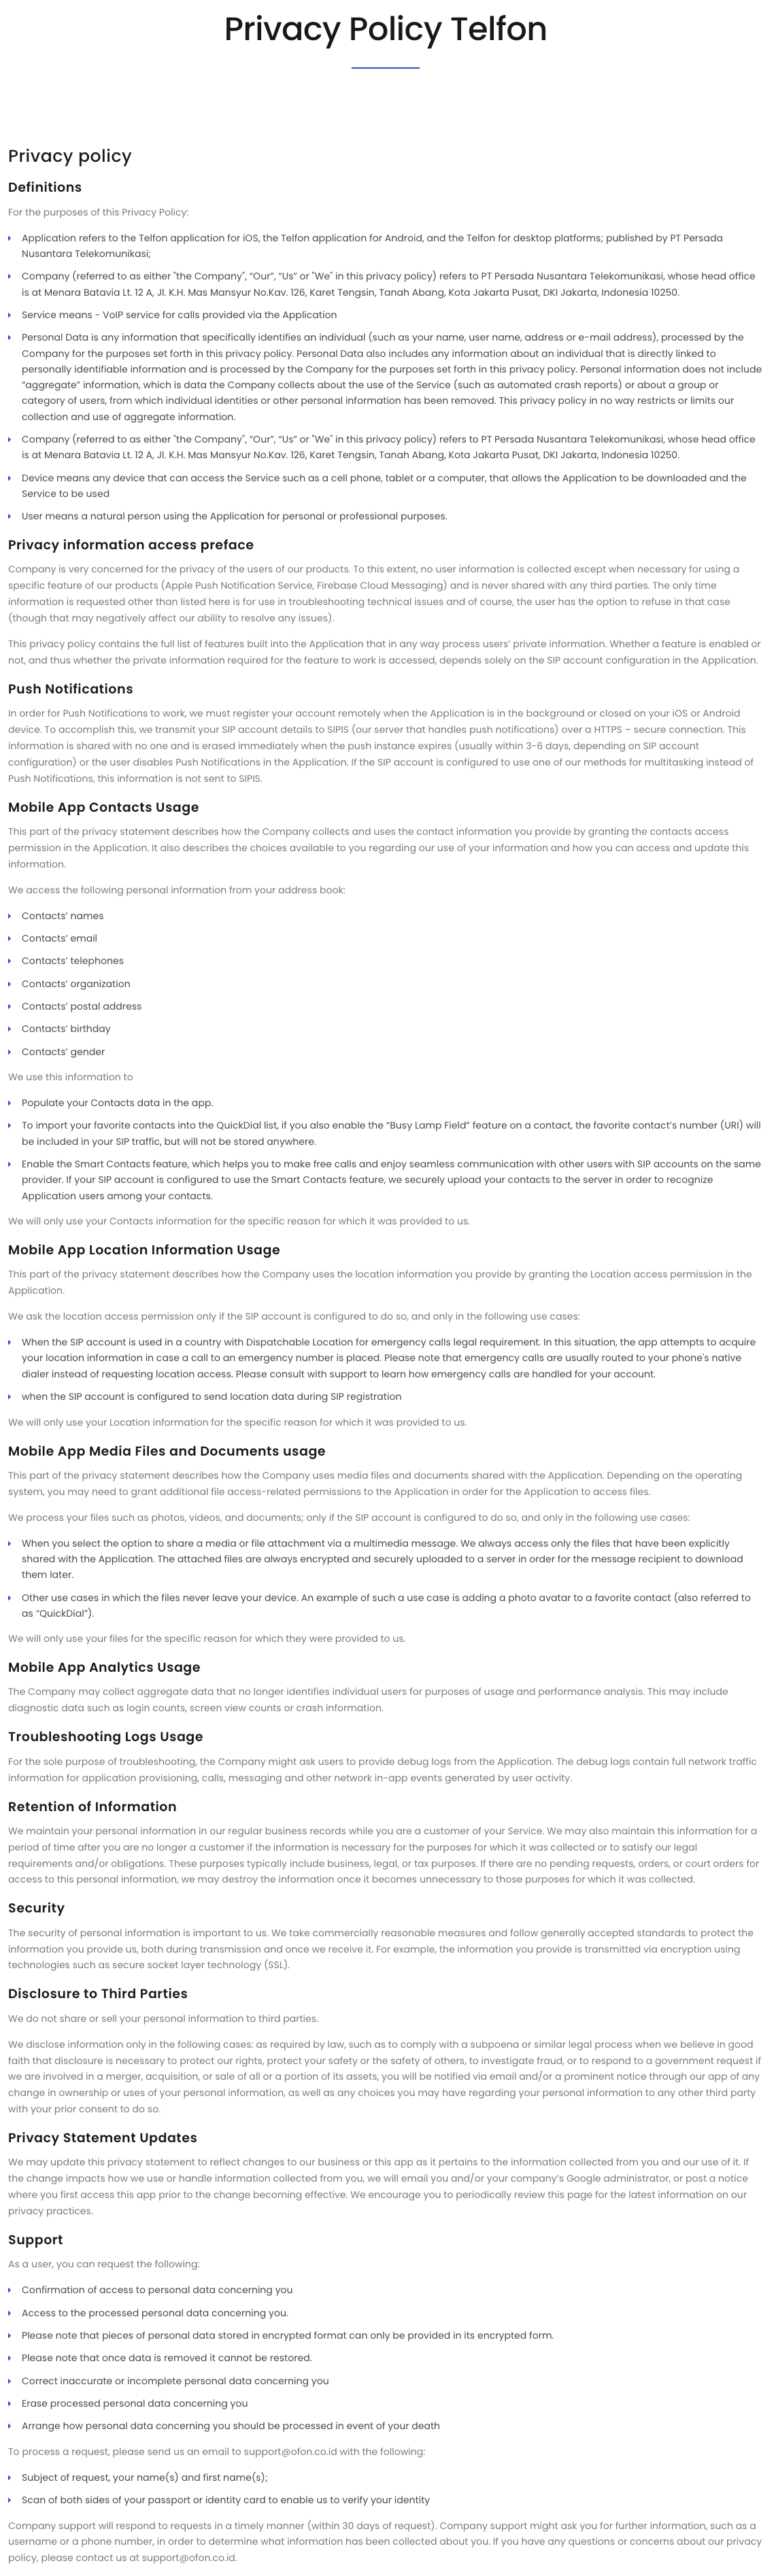 Privacy Policy Telfon
Privacy policy
Definitions
For the purposes of this Privacy Policy:
Application refers to the Telfon application for iOS, the Telfon application for Android, and the Telfon for desktop platforms; published by PT Persada
Nusantara Telekomunikasi;
Company (referred to as either "the Company", “Our”, “Us” or "We" in this privacy policy) refers to PT Persada Nusantara Telekomunikasi, whose head office
is at Menara Batavia Lt. 12 A, Jl. K.H. Mas Mansyur No.Kav. 126, Karet Tengsin, Tanah Abang, Kota Jakarta Pusat, DKI Jakarta, Indonesia 10250.
Service means - VoIP service for calls provided via the Application
Personal Data is any information that specifically identifies an individual (such as your name, user name, address or e-mail address), processed by the
Company for the purposes set forth in this privacy policy. Personal Data also includes any information about an individual that is directly linked to
personally identifiable information and is processed by the Company for the purposes set forth in this privacy policy. Personal information does not include
“aggregate” information, which is data the Company collects about the use of the Service (such as automated crash reports) or about a group or
category of users, from which individual identities or other personal information has been removed. This privacy policy in no way restricts or limits our
collection and use of aggregate information.
Company (referred to as either "the Company", “Our”, “Us” or "We" in this privacy policy) refers to PT Persada Nusantara Telekomunikasi, whose head office
is at Menara Batavia Lt. 12 A, Jl. K.H. Mas Mansyur No.Kav. 126, Karet Tengsin, Tanah Abang, Kota Jakarta Pusat, DKI Jakarta, Indonesia 10250.
Device means any device that can access the Service such as a cell phone, tablet or a computer, that allows the Application to be downloaded and the
Service to be used
User means a natural person using the Application for personal or professional purposes.
Privacy information access preface
Company is very concerned for the privacy of the users of our products. To this extent, no user information is collected except when necessary for using a
specific feature of our products (Apple Push Notification Service, Firebase Cloud Messaging) and is never shared with any third parties. The only time
information is requested other than listed here is for use in troubleshooting technical issues and of course, the user has the option to refuse in that case
(though that may negatively affect our ability to resolve any issues).
This privacy policy contains the full list of features built into the Application that in any way process users’ private information. Whether a feature is enabled or
not, and thus whether the private information required for the feature to work is accessed, depends solely on the SIP account configuration in the Application.
Push Notifications
In order for Push Notifications to work, we must register your account remotely when the Application is in the background or closed on your iOS or Android
device. To accomplish this, we transmit your SIP account details to SIPIS (our server that handles push notifications) over a HTTPS – secure connection. This
information is shared with no one and is erased immediately when the push instance expires (usually within 3-6 days, depending on SIP account
configuration) or the user disables Push Notifications in the Application. If the SIP account is configured to use one of our methods for multitasking instead of
Push Notifications, this information is not sent to SIPIS.
Mobile App Contacts Usage
This part of the privacy statement describes how the Company collects and uses the contact information you provide by granting the contacts access
permission in the Application. It also describes the choices available to you regarding our use of your information and how you can access and update this
information.
We access the following personal information from your address book:
Contacts’ names
Contacts’ email
Contacts’ telephones
Contacts’ organization
Contacts’ postal address
Contacts’ birthday
Contacts’ gender
We use this information to
Populate your Contacts data in the app.
To import your favorite contacts into the QuickDial list, if you also enable the “Busy Lamp Field” feature on a contact, the favorite contact’s number (URI) will
be included in your SIP traffic, but will not be stored anywhere.
Enable the Smart Contacts feature, which helps you to make free calls and enjoy seamless communication with other users with SIP accounts on the same
provider. If your SIP account is configured to use the Smart Contacts feature, we securely upload your contacts to the server in order to recognize
Application users among your contacts.
We will only use your Contacts information for the specific reason for which it was provided to us.
Mobile App Location Information Usage
This part of the privacy statement describes how the Company uses the location information you provide by granting the Location access permission in the
Application.
We ask the location access permission only if the SIP account is configured to do so, and only in the following use cases:
When the SIP account is used in a country with Dispatchable Location for emergency calls legal requirement. In this situation, the app attempts to acquire
your location information in case a call to an emergency number is placed. Please note that emergency calls are usually routed to your phone's native
dialer instead of requesting location access. Please consult with support to learn how emergency calls are handled for your account.
when the SIP account is configured to send location data during SIP registration
We will only use your Location information for the specific reason for which it was provided to us.
Mobile App Media Files and Documents usage
This part of the privacy statement describes how the Company uses media files and documents shared with the Application. Depending on the operating
system, you may need to grant additional file access-related permissions to the Application in order for the Application to access files.
We process your files such as photos, videos, and documents; only if the SIP account is configured to do so, and only in the following use cases:
When you select the option to share a media or file attachment via a multimedia message. We always access only the files that have been explicitly
shared with the Application. The attached files are always encrypted and securely uploaded to a server in order for the message recipient to download
them later.
Other use cases in which the files never leave your device. An example of such a use case is adding a photo avatar to a favorite contact (also referred to
as “QuickDial”).
We will only use your files for the specific reason for which they were provided to us.
Mobile App Analytics Usage
The Company may collect aggregate data that no longer identifies individual users for purposes of usage and performance analysis. This may include
diagnostic data such as login counts, screen view counts or crash information.
Troubleshooting Logs Usage
For the sole purpose of troubleshooting, the Company might ask users to provide debug logs from the Application. The debug logs contain full network traffic
information for application provisioning, calls, messaging and other network in-app events generated by user activity.
Retention of Information
We maintain your personal information in our regular business records while you are a customer of your Service. We may also maintain this information for a
period of time after you are no longer a customer if the information is necessary for the purposes for which it was collected or to satisfy our legal
requirements and/or obligations. These purposes typically include business, legal, or tax purposes. If there are no pending requests, orders, or court orders for
access to this personal information, we may destroy the information once it becomes unnecessary to those purposes for which it was collected.
Security
The security of personal information is important to us. We take commercially reasonable measures and follow generally accepted standards to protect the
information you provide us, both during transmission and once we receive it. For example, the information you provide is transmitted via encryption using
technologies such as secure socket layer technology (SSL).
Disclosure to Third Parties
We do not share or sell your personal information to third parties.
We disclose information only in the following cases: as required by law, such as to comply with a subpoena or similar legal process when we believe in good
faith that disclosure is necessary to protect our rights, protect your safety or the safety of others, to investigate fraud, or to respond to a government request if
we are involved in a merger, acquisition, or sale of all or a portion of its assets, you will be notified via email and/or a prominent notice through our app of any
change in ownership or uses of your personal information, as well as any choices you may have regarding your personal information to any other third party
with your prior consent to do so.
Privacy Statement Updates
We may update this privacy statement to reflect changes to our business or this app as it pertains to the information collected from you and our use of it. If
the change impacts how we use or handle information collected from you, we will email you and/or your company’s Google administrator, or post a notice
where you first access this app prior to the change becoming effective. We encourage you to periodically review this page for the latest information on our
privacy practices.
Support
As a user, you can request the following:
Confirmation of access to personal data concerning you
Access to the processed personal data concerning you.
Please note that pieces of personal data stored in encrypted format can only be provided in its encrypted form.
Please note that once data is removed it cannot be restored.
Correct inaccurate or incomplete personal data concerning you
Erase processed personal data concerning you
Arrange how personal data concerning you should be processed in event of your death
To process a request, please send us an email to support@ofon.co.id with the following:
Subject of request, your name(s) and first name(s);
Scan of both sides of your passport or identity card to enable us to verify your identity
Company support will respond to requests in a timely manner (within 30 days of request). Company support might ask you for further information, such as a
username or a phone number, in order to determine what information has been collected about you. If you have any questions or concerns about our privacy
policy, please contact us at support@ofon.co.id.